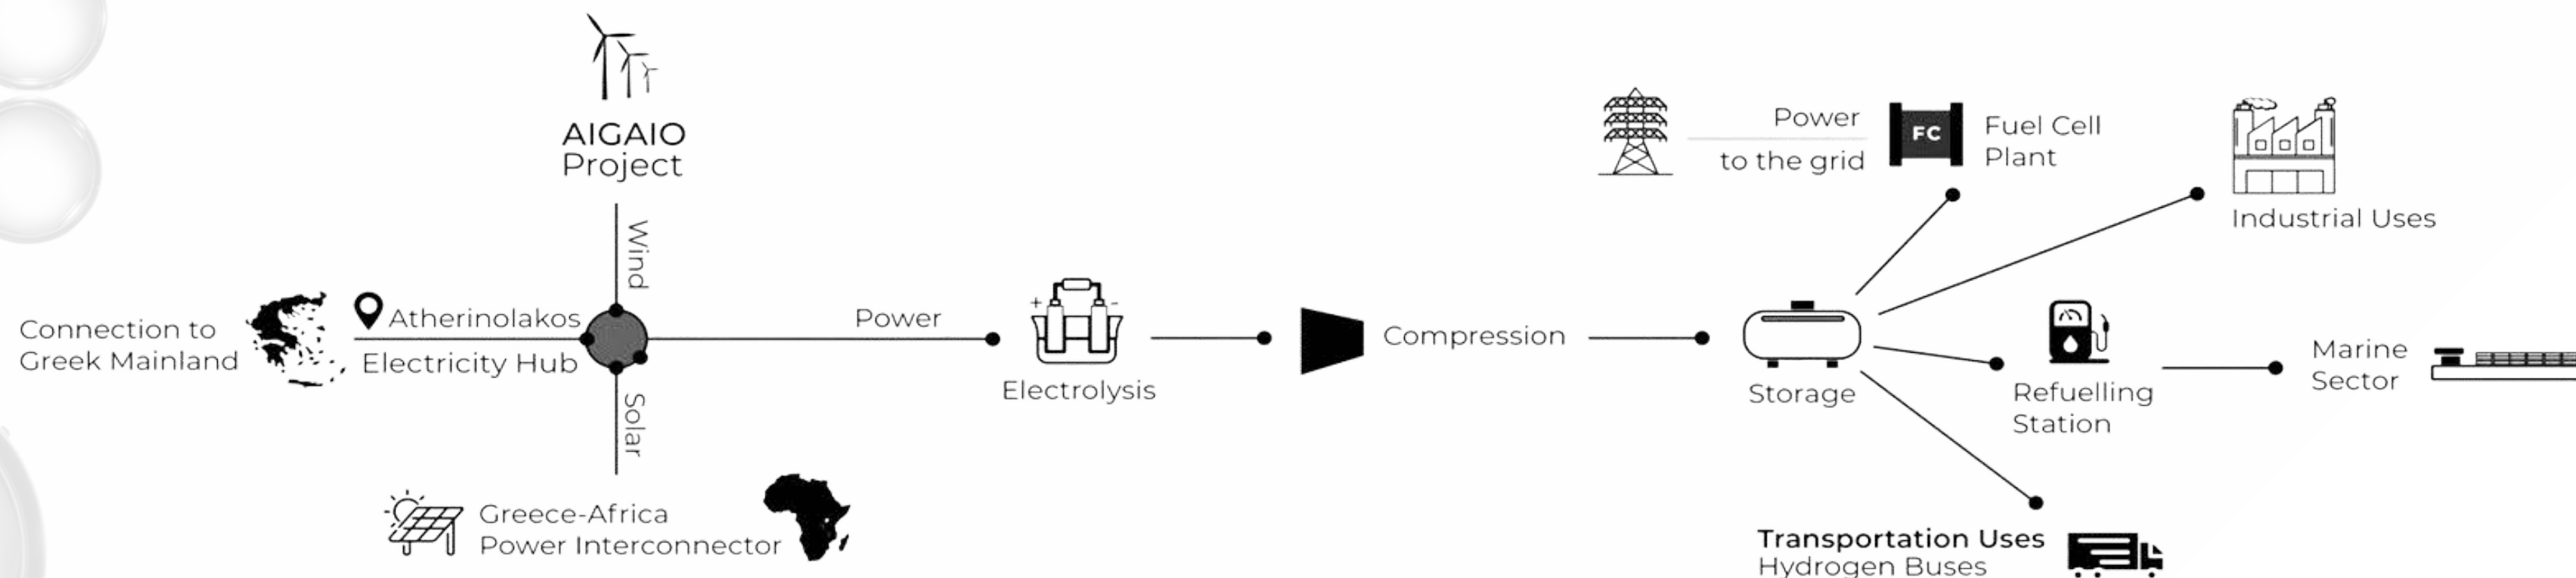 AIGAIO
Project
Wind
Connection to
Greek Mainland
Atherinolakos
Electricity Hub
Solar
Greece-Africa
Power Interconnector
Power
+ -
Electrolysis
Compression
Storage
Power
to the grid
FC
Fuel Cell
Plant
Industrial Uses
Refuelling
Station
Marine
Sector
Transportation Uses
Hydrogen Buses